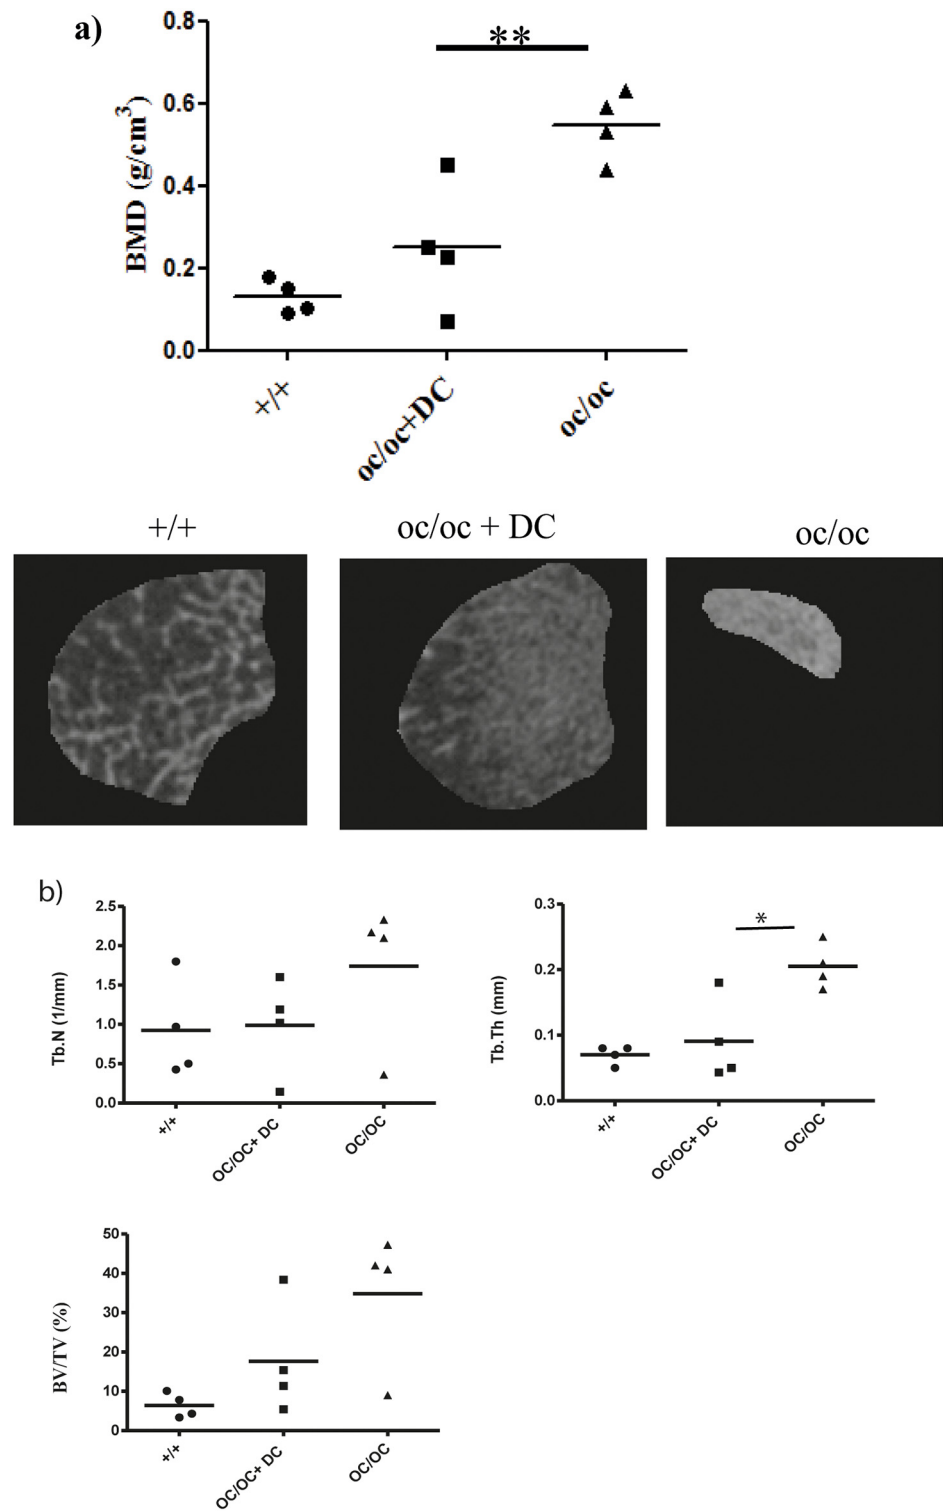 a)
BMD (g/cm³)
0.8
0.6
0.4
0.2
0.0
**
+/+
oc/oc+DC
oc/oc
+/+
oc/oc + DC
oc/oc
b)
Tb.N (1/mm)
2.5
2.0
1.5
1.0
0.5
0.0
+/+
OC/OC+ DC
OC/OC
Tb.Th (mm)
0.3
0.2
0.1
0.0
*
+/+
OC/OC+ DC
OC/OC
BV/TV (%)
50
40
30
20
10
0
+/+
OC/OC+ DC
OC/OC